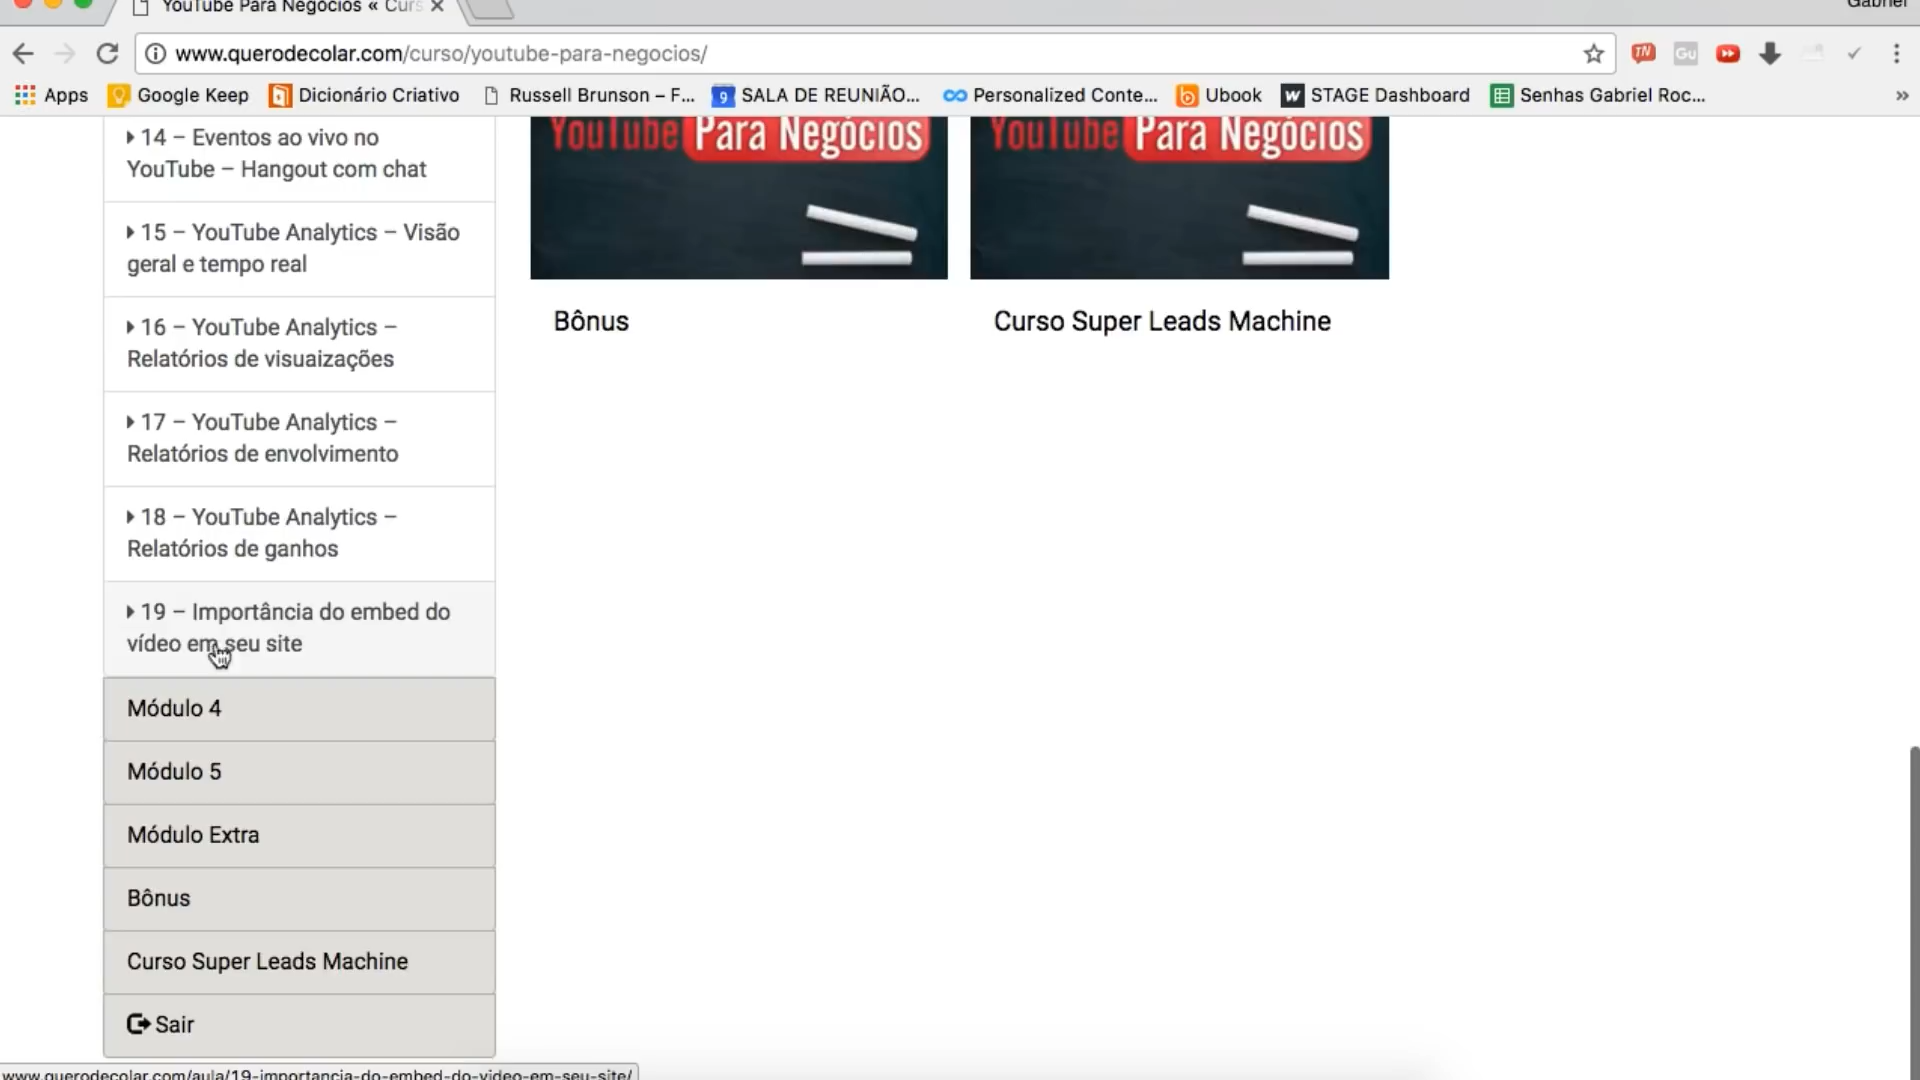 YouTube Para Negócios « Curs
Gabriel
www.querodecolar.com/curso/youtube-para-negocios/
TN
Gu
Apps
Google Keep
Dicionário Criativo
Russell Brunson – F...
9
SALA DE REUNIÃO...
Personalized Conte...
b
Ubook
W
STAGE Dashboard
Senhas Gabriel Roc...
»
14 – Eventos ao vivo no
YouTube – Hangout com chat
15 – YouTube Analytics – Visão
geral e tempo real
16 – YouTube Analytics –
Relatórios de visuaizações
17 – YouTube Analytics –
Relatórios de envolvimento
18 – YouTube Analytics –
Relatórios de ganhos
19 – Importância do embed do
vídeo em seu site
Módulo 4
Módulo 5
Módulo Extra
Bônus
Curso Super Leads Machine
Sair
YouTube Para Negócios
Bônus
YouTube Para Negócios
Curso Super Leads Machine
www.querodecolar.com/aula/19-importancia-do-embed-do-video-em-seu-site/